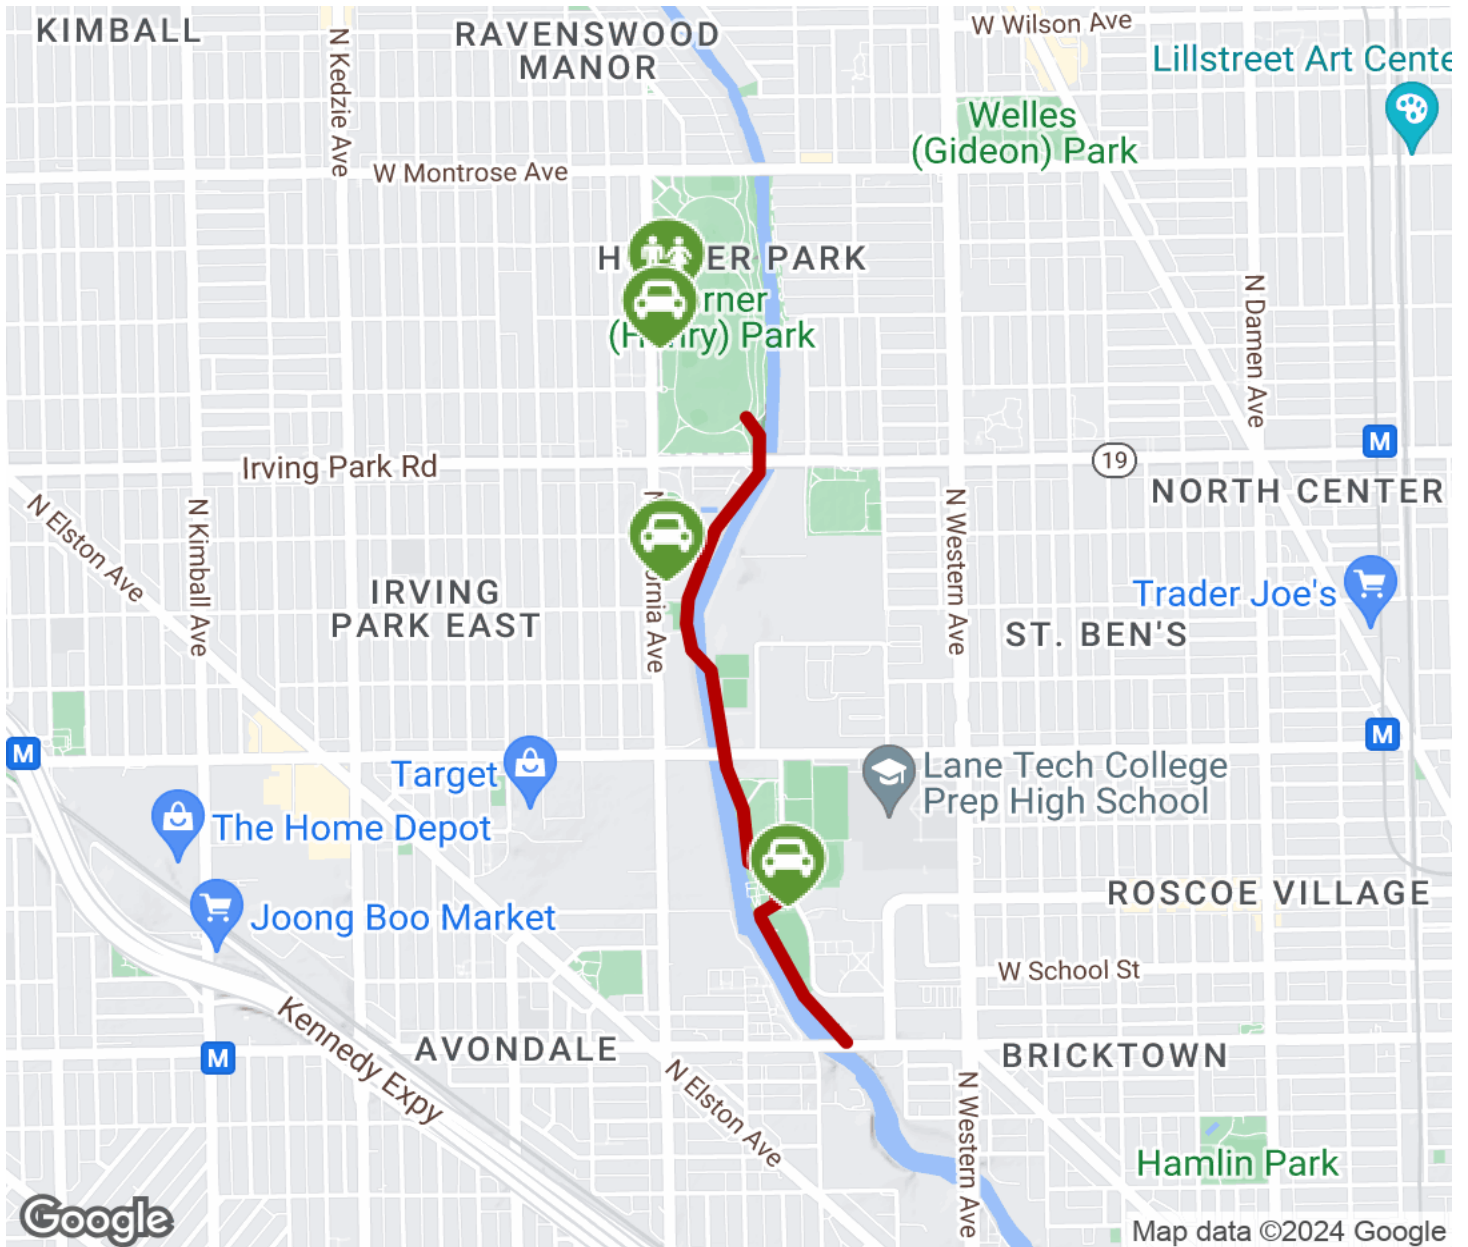 KIMBALL
N Kedzie Ave
RAVENSWOOD
MANOR
W Wilson Ave
Lillstreet Art Cente
Welles
(Gideon) Park
W Montrose Ave
H
ER PARK
rner
(H
nry) Park
N Damen Ave
Irving Park Rd
19
M
NORTH CENTER
N Elston Ave
N Kimball Ave
N
ornia Ave
N Western Ave
IRVING
PARK EAST
Trader Joe's
ST. BEN'S
M
M
Target
Lane Tech College
Prep High School
The Home Depot
Joong Boo Market
ROSCOE VILLAGE
W School St
Kennedy Expy
AVONDALE
M
BRICKTOWN
N Elston Ave
N Western Ave
Hamlin Park
Google
Map data ©2024 Google